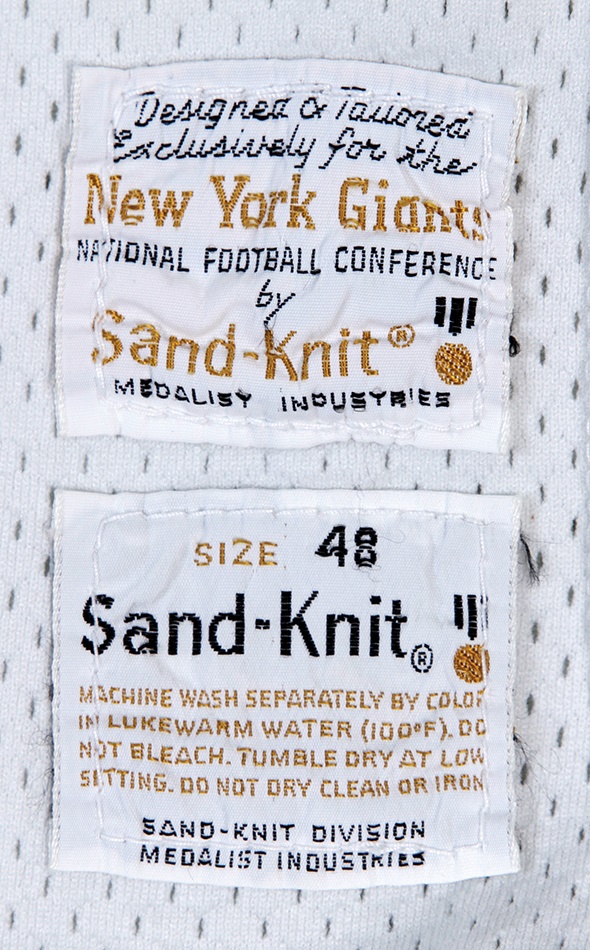 Designed & Tailored
Exclusively for the
New York Giants
NATIONAL FOOTBALL CONFERENCE
by
Sand-Knit®
MEDALIST INDUSTRIES
SIZE 48
Sand-Knit®
MACHINE WASH SEPARATELY BY COLOR
IN LUKEWARM WATER (100°F). DO
NOT BLEACH. TUMBLE DRY AT LOW
SETTING. DO NOT DRY CLEAN OR IRON
SAND-KNIT DIVISION
MEDALIST INDUSTRIES